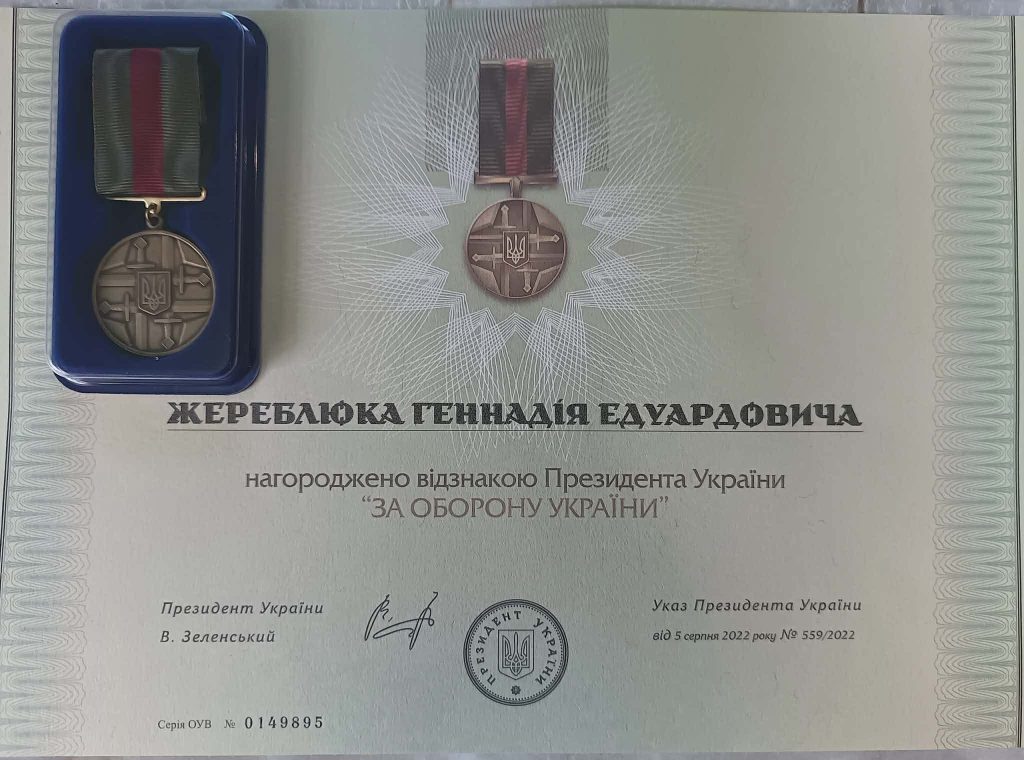 ЖЕРЕБЛЮКА ГЕННАДІЯ ЕДУАРДОВИЧА
нагороджено відзнакою Президента України
“ЗА ОБОРОНУ УКРАЇНИ”
Президент України
В. Зеленський
ПРЕЗИДЕНТ УКРАЇНИ
Указ Президента України
від 5 серпня 2022 року № 559/2022
Серія ОУВ № 0149895